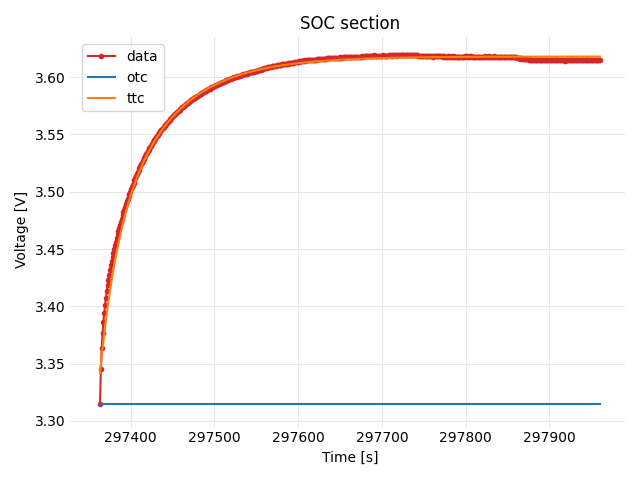 SOC section
data
otc
ttc
3.60
3.55
3.50
3.45
3.40
3.35
3.30
Voltage [V]
297400 297500 297600 297700 297800 297900
Time [s]